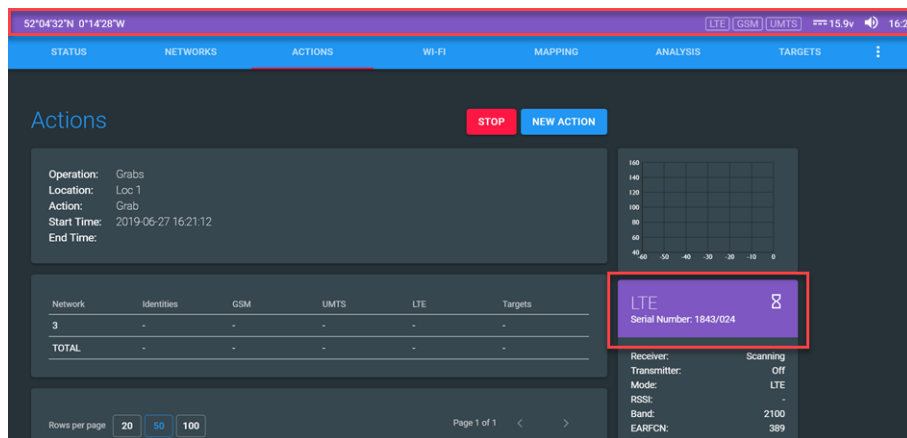 52°04'32"N 0°14'28"W LTE GSM UMTS 15.9v
STATUS NETWORKS ACTIONS WI-FI MAPPING ANALYSIS TARGETS
Actions
STOP NEW ACTION
Operation: Grabs
Location: Loc 1
Action: Grab
Start Time: 2019-06-27 16:21:12
End Time:
160
140
120
100
80
60
40
-60 -50 -40 -30 -20 -10 0
Network Identities GSM UMTS LTE Targets
3 - - - - -
TOTAL - - - - -
LTE
Serial Number: 1843/024
Receiver: Scanning
Transmitter: Off
Mode: LTE
RSSI: -
Band: 2100
EARFCN: 389
Rows per page 20 50 100 Page 1 of 1 < >